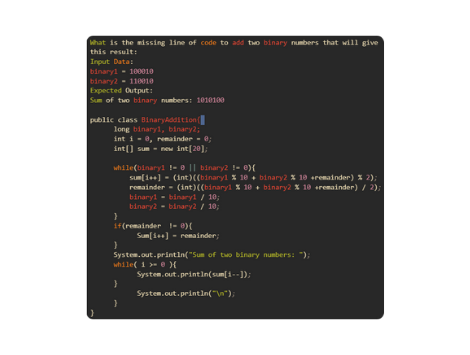 What is the missing line of code to add two binary numbers that will give
this result:
Input Data:
binary1 = 100010
binary2 = 110010
Expected Output:
Sum of two binary numbers: 1010100
public class BinaryAddition{
long binary1, binary2;
int i = 0, remainder = 0;
int[] sum = new int[20];
while(binary1 != 0 || binary2 != 0){
sum[i++] = (int)((binary1 % 10 + binary2 % 10 +remainder) % 2);
remainder = (int)((binary1 % 10 + binary2 % 10 +remainder) / 2);
binary1 = binary1 / 10;
binary2 = binary2 / 10;
}
if(remainder != 0){
Sum[i++] = remainder;
}
System.out.println("Sum of two binary numbers: ");
while( i >= 0 ){
System.out.println(sum[i--]);
}
System.out.println("\n");
}
}